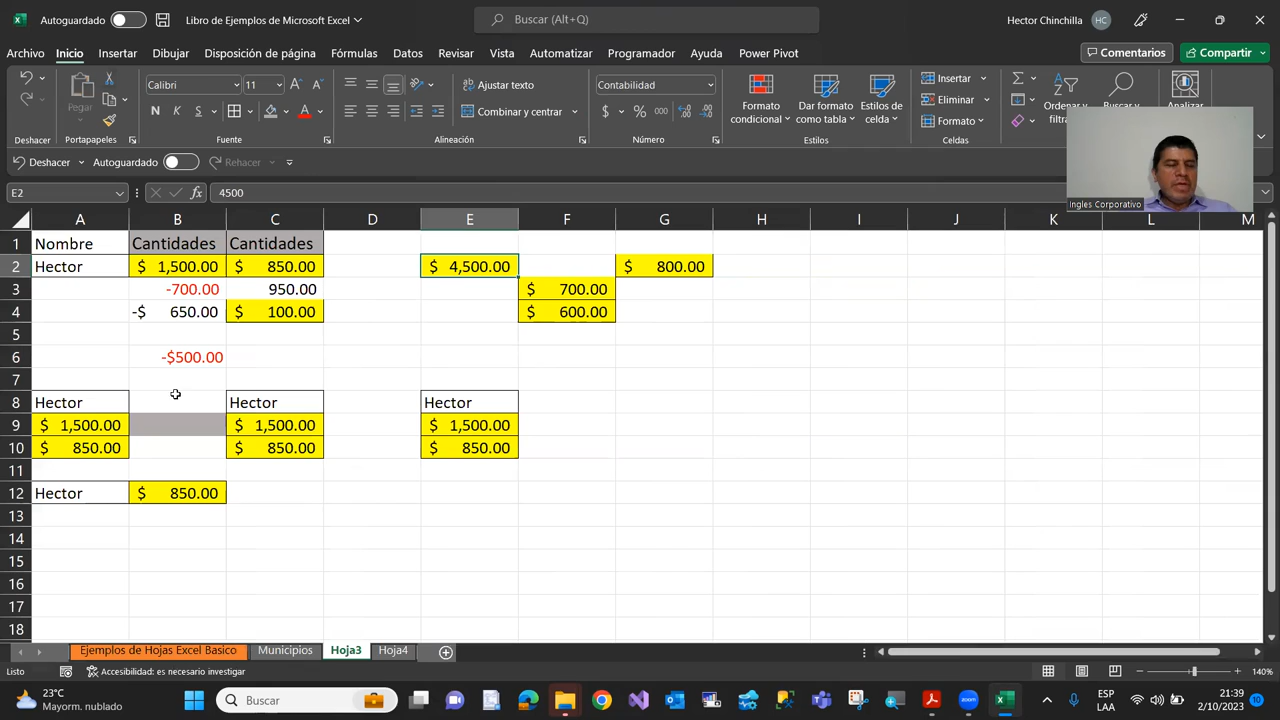 Autoguardado
Libro de Ejemplos de Microsoft Excel
Buscar (Alt+Q)
Hector Chinchilla
HC
Archivo Inicio Insertar Dibujar Disposición de página Fórmulas Datos Revisar Vista Automatizar Programador Ayuda Power Pivot
Comentarios
Compartir
Pegar
Calibri 11
Ajustar texto
Contabilidad
Insertar
N K S
Combinar y centrar
$ % 000
Formato condicional
Dar formato como tabla
Estilos de celda
Eliminar
Formato
Ordenar y
Buscar y
Analizar
Deshacer Portapapeles Fuente Alineación Número Estilos Celdas
Deshacer Autoguardado Rehacer
Ingles Corporativo
E2 fx 4500
A B C D E F G H I J K L M
1 Nombre Cantidades Cantidades
2 Hector $ 1,500.00 $ 850.00 $ 4,500.00 $ 800.00
3 -700.00 950.00 $ 700.00
4 -$ 650.00 $ 100.00 $ 600.00
5
6 -$500.00
7
8 Hector Hector Hector
9 $ 1,500.00 $ 1,500.00 $ 1,500.00
10 $ 850.00 $ 850.00 $ 850.00
11
12 Hector $ 850.00
13
14
15
16
17
18
Ejemplos de Hojas Excel Basico Municipios Hoja3 Hoja4
Listo Accesibilidad: es necesario investigar 140%
23°C
Mayorm. nublado
Buscar
ESP
LAA
21:39
2/10/2023